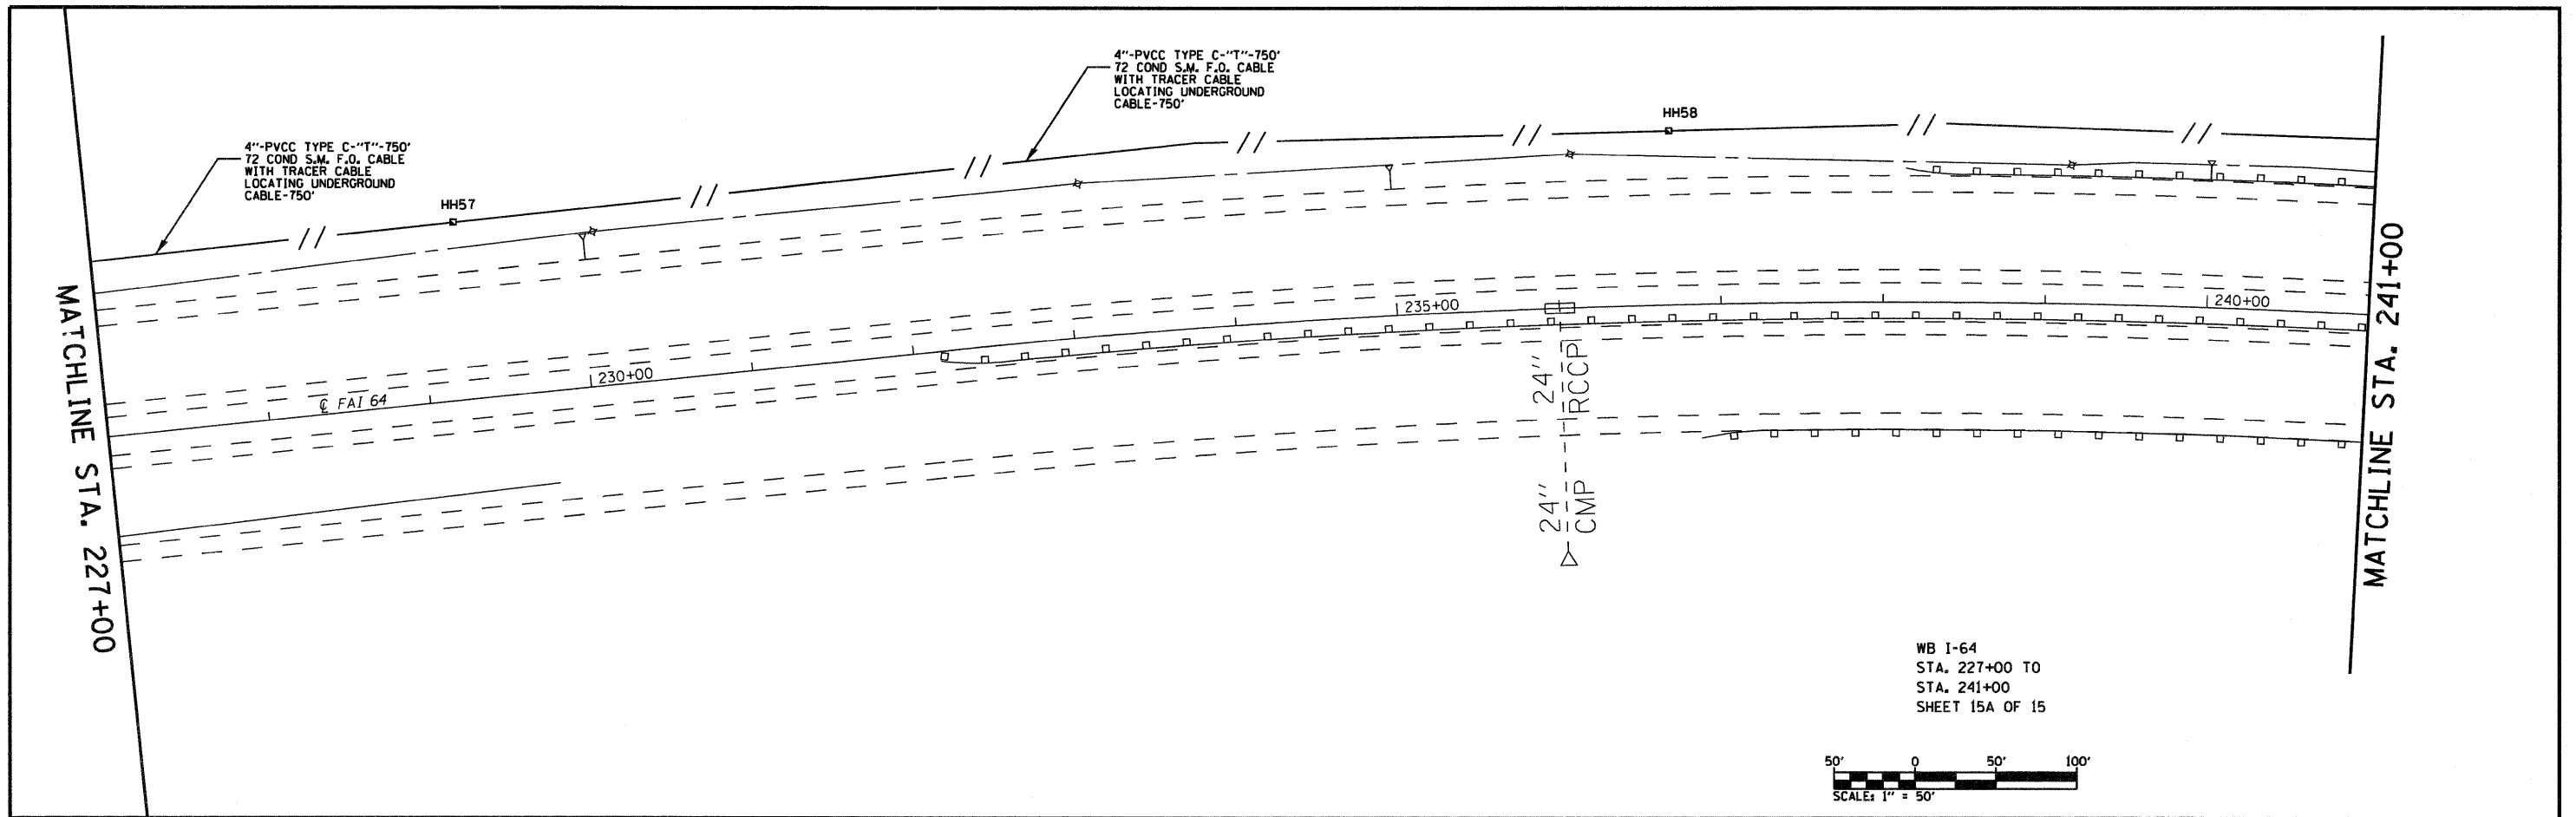 4"-PVCC TYPE C-"T"-750'
72 COND S.M. F.O. CABLE
WITH TRACER CABLE
LOCATING UNDERGROUND
CABLE-750'
HH58
4"-PVCC TYPE C-"T"-750'
72 COND S.M. F.O. CABLE
WITH TRACER CABLE
LOCATING UNDERGROUND
CABLE-750'
HH57
MATCHLINE STA. 227+00
℄ FAI 64
230+00
235+00
240+00
24"
RCCP
24"
CMP
MATCHLINE STA. 241+00
WB I-64
STA. 227+00 TO
STA. 241+00
SHEET 15A OF 15
50' 0 50' 100'
SCALE: 1" = 50'